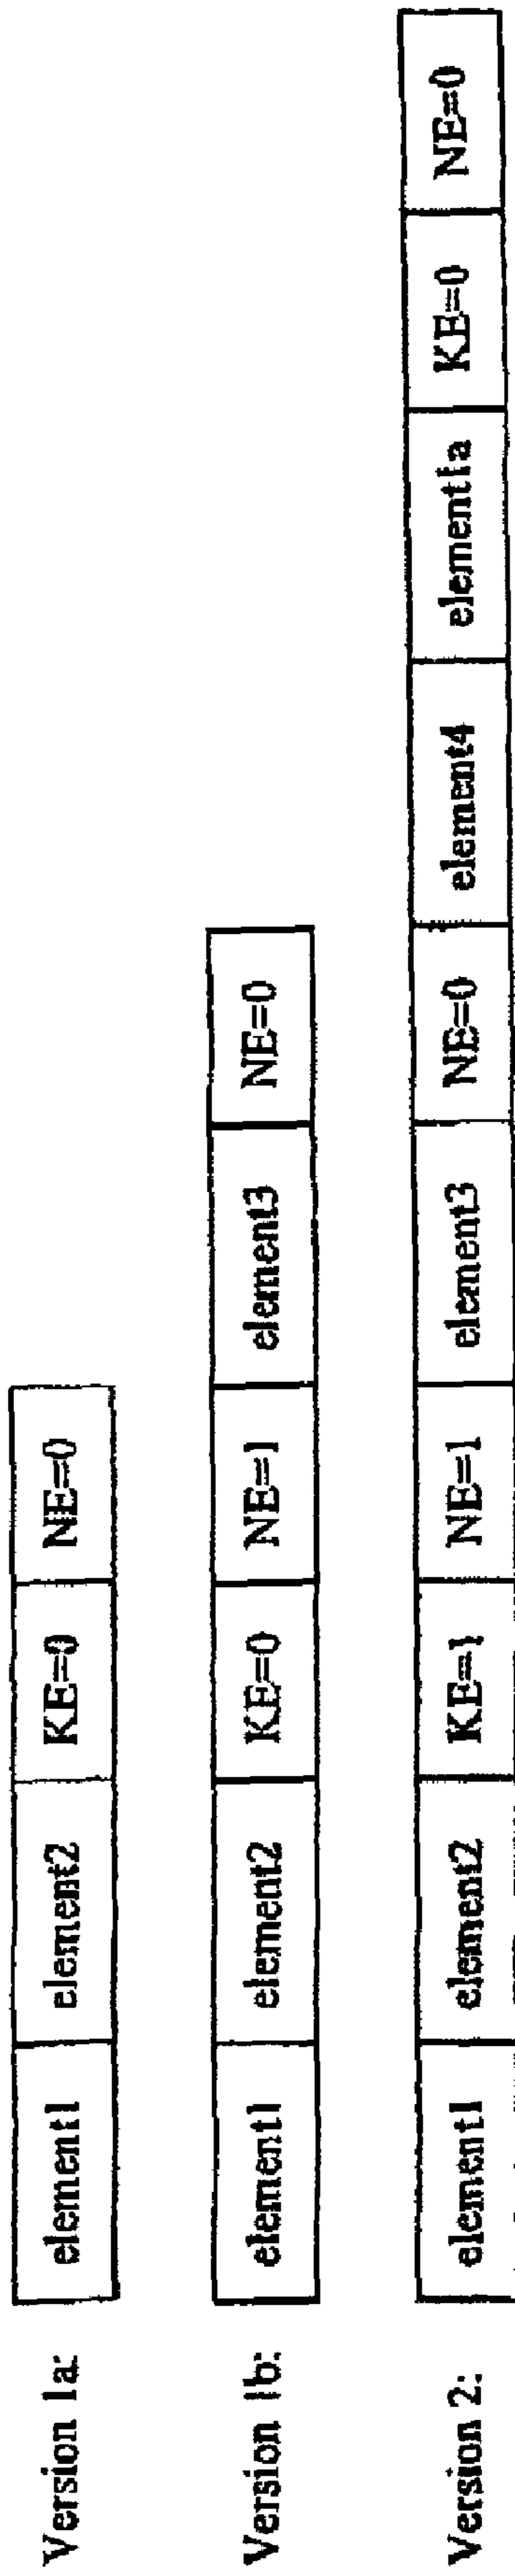 Version 1a: element1 element2 KE=0 NE=0
Version 1b: element1 element2 KE=0 NE=1 element3 NE=0
Version 2: element1 element2 KE=1 NE=1 element3 NE=0 element4 element1a KE=0 NE=0